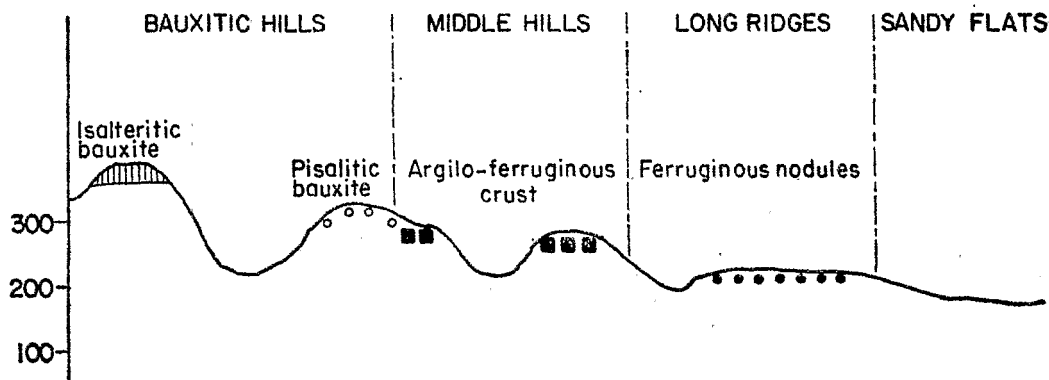 BAUXITIC HILLS
MIDDLE HILLS
LONG RIDGES
SANDY FLATS
Isalteritic
bauxite
Pisalitic
bauxite
Argilo-ferruginous
crust
Ferruginous nodules
300
200
100